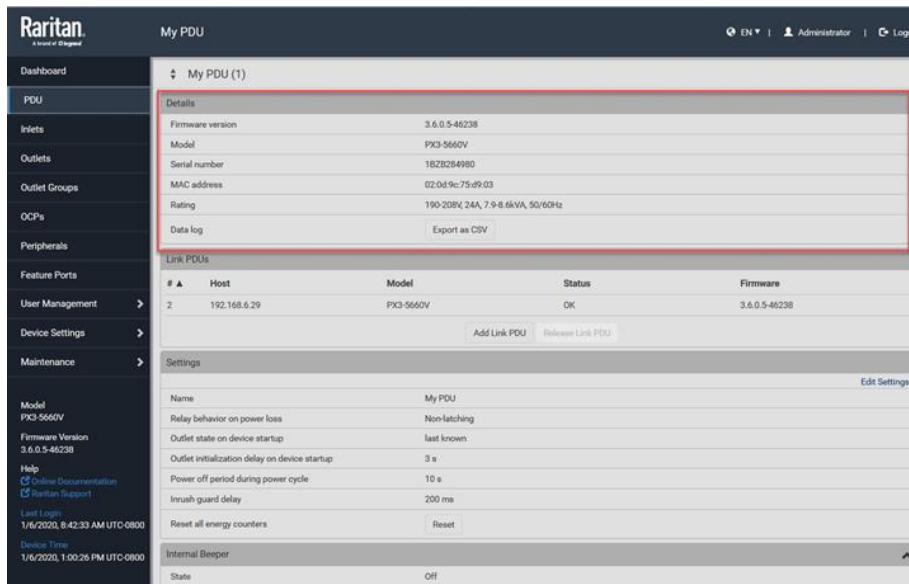 Raritan.
A brand of legrand
My PDU
EN
Administrator
Dashboard
PDU
Inlets
Outlets
Outlet Groups
OCPs
Peripherals
Feature Ports
User Management
Device Settings
Maintenance
Model
PX3-5660V
Firmware Version
3.6.0.5-46238
Help
Online Documentation
Raritan Support
Last Login
1/6/2020, 8:42:33 AM UTC-0800
Device Time
1/6/2020, 1:00:26 PM UTC-0800
My PDU (1)
Details
Firmware version 3.6.0.5-46238
Model PX3-5660V
Serial number 1BZB284980
MAC address 02:0d:9c:75:d9:03
Rating 190-208V, 24A, 7.9-8.6kVA, 50/60Hz
Data log Export as CSV
Link PDUs
# ▲ Host Model Status Firmware
2 192.168.6.29 PX3-5660V OK 3.6.0.5-46238
Add Link PDU Release Link PDU
Settings
Edit Settings
Name My PDU
Relay behavior on power loss Non-latching
Outlet state on device startup last known
Outlet initialization delay on device startup 3 s
Power off period during power cycle 10 s
Inrush guard delay 200 ms
Reset all energy counters Reset
Internal Beeper
State Off